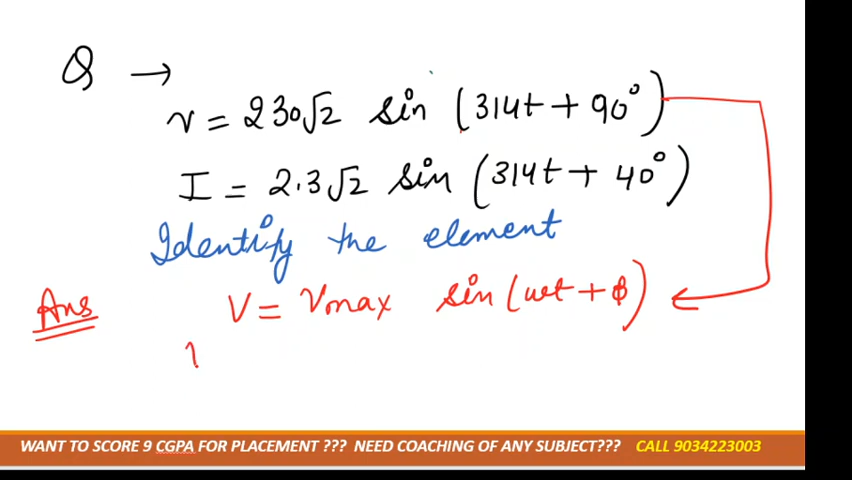 Q →
v = 230√2 sin (314t + 90°)
I = 2.3√2 sin (314t + 40°)
Identify the element
Ans V = Vmax sin (ωt + φ)
WANT TO SCORE 9 CGPA FOR PLACEMENT ??? NEED COACHING OF ANY SUBJECT??? CALL 9034223003